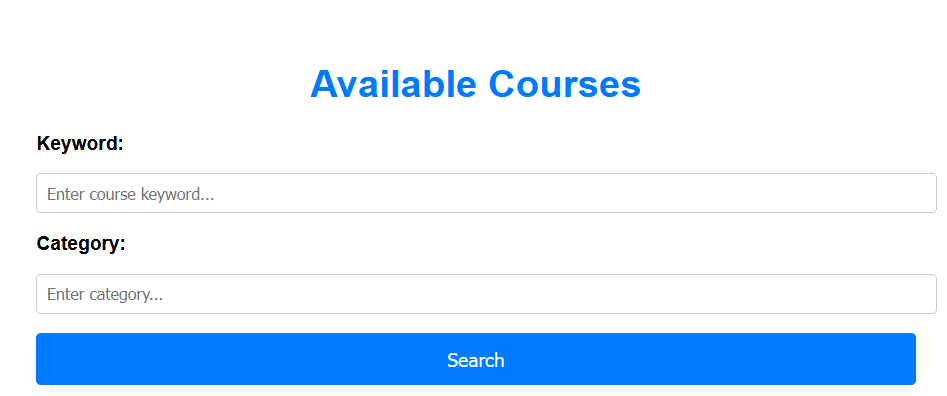 Available Courses
Keyword:
Enter course keyword...
Category:
Enter category...
Search